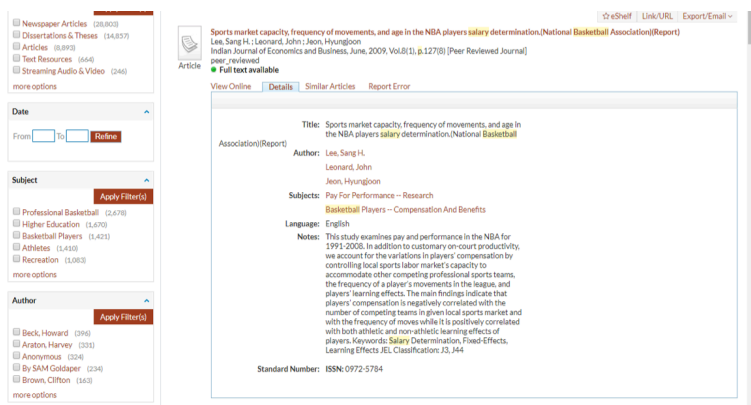 Newspaper Articles (28,803)
Dissertations & Theses (14,857)
Articles (8,893)
Text Resources (664)
Streaming Audio & Video (246)
more options
Date
From To Refine
Subject
Apply Filter(s)
Professional Basketball (2,678)
Higher Education (1,670)
Basketball Players (1,421)
Athletes (1,410)
Recreation (1,083)
more options
Author
Apply Filter(s)
Beck, Howard (396)
Araton, Harvey (331)
Anonymous (324)
By SAM Goldaper (234)
Brown, Clifton (163)
more options
eShelf Link/URL Export/Email
Article
Sports market capacity, frequency of movements, and age in the NBA players salary determination.(National Basketball Association)(Report)
Lee, Sang H. ; Leonard, John ; Jeon, Hyungjoon
Indian Journal of Economics and Business, June, 2009, Vol.8(1), p.127(8) [Peer Reviewed Journal]
peer_reviewed
Full text available
View Online Details Similar Articles Report Error
Title: Sports market capacity, frequency of movements, and age in
the NBA players salary determination.(National Basketball
Association)(Report)
Author: Lee, Sang H.
Leonard, John
Jeon, Hyungjoon
Subjects: Pay For Performance -- Research
Basketball Players -- Compensation And Benefits
Language: English
Notes: This study examines pay and performance in the NBA for
1991-2008. In addition to customary on-court productivity,
we account for the variations in players' compensation by
controlling local sports labor market's capacity to
accommodate other competing professional sports teams,
the frequency of a player's movements in the league, and
players' learning effects. The main findings indicate that
players' compensation is negatively correlated with the
number of competing teams in given local sports market and
with the frequency of moves while it is positively correlated
with both athletic and non-athletic learning effects of
players. Keywords: Salary Determination, Fixed-Effects,
Learning Effects JEL Classification: J3, J44
Standard Number: ISSN: 0972-5784